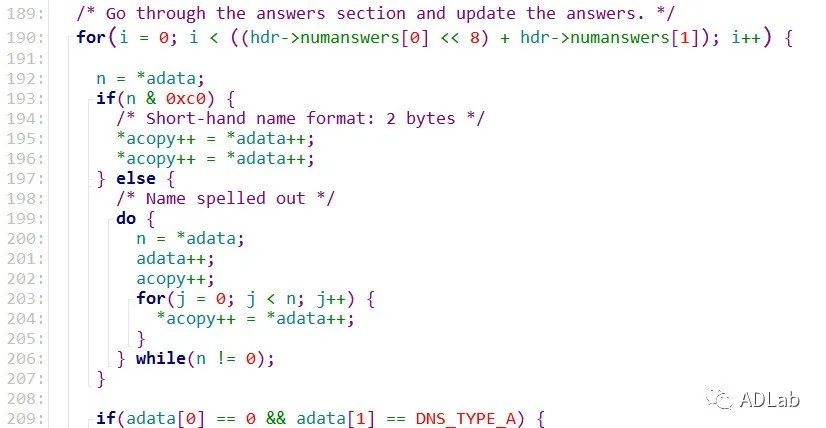 189: /* Go through the answers section and update the answers. */
190: for(i = 0; i < ((hdr->numanswers[0] << 8) + hdr->numanswers[1]); i++) {
191:
192: n = *adata;
193: if(n & 0xc0) {
194: /* Short-hand name format: 2 bytes */
195: *acopy++ = *adata++;
196: *acopy++ = *adata++;
197: } else {
198: /* Name spelled out */
199: do {
200: n = *adata;
201: adata++;
202: acopy++;
203: for(j = 0; j < n; j++) {
204: *acopy++ = *adata++;
205: }
206: } while(n != 0);
207: }
208:
209: if(adata[0] == 0 && adata[1] == DNS_TYPE_A) {
ADLab